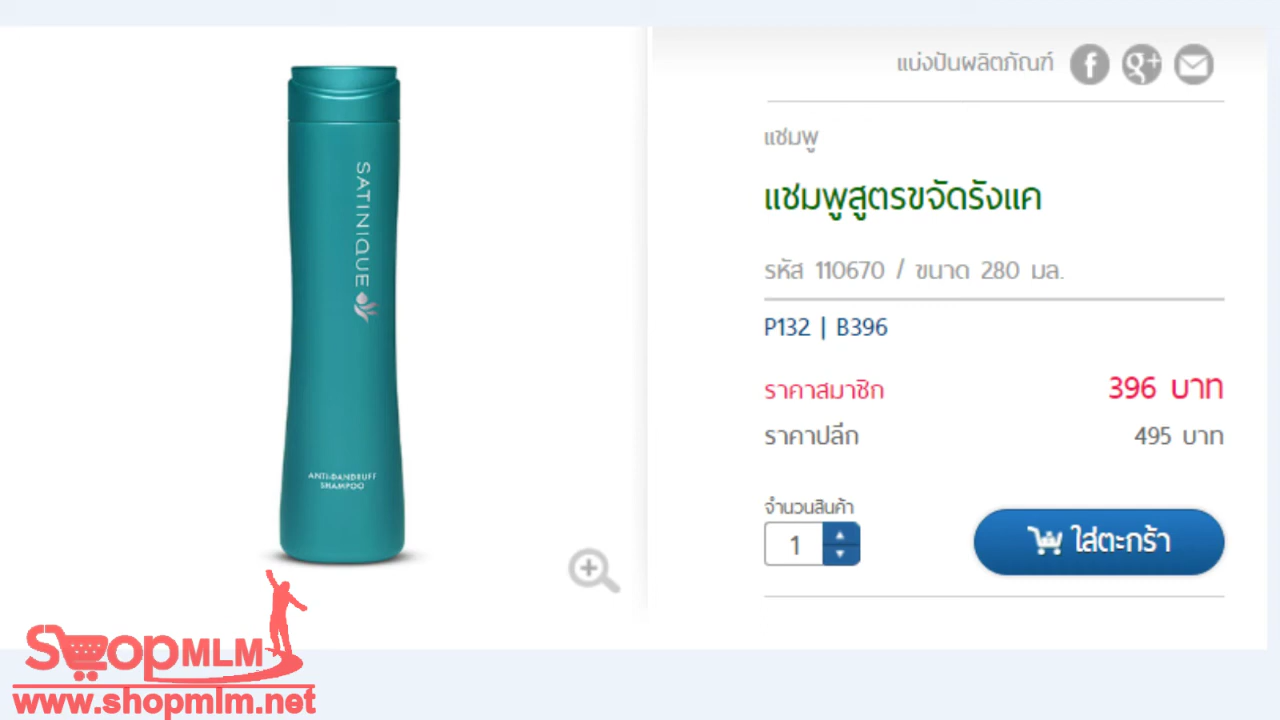 แบ่งปันผลิตภัณฑ์
แชมพู
แชมพูสูตรขจัดรังแค
รหัส 110670 / ขนาด 280 มล.
P132 | B396
ราคาสมาชิก 396 บาท
ราคาปลีก 495 บาท
จำนวนสินค้า
1
ใส่ตะกร้า
SATINIQUE
ANTI-DANDRUFF
SHAMPOO
ShopMLM
www.shopmlm.net